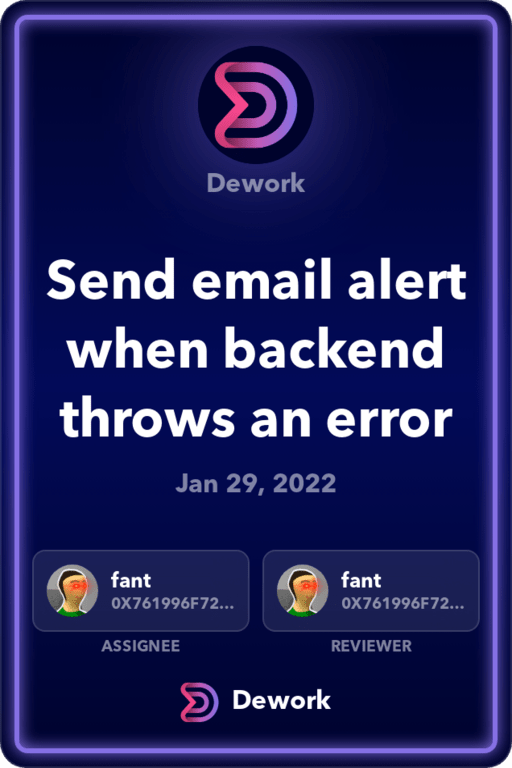 Dework
Send email alert
when backend
throws an error
Jan 29, 2022
fant
0X761996F72...
ASSIGNEE
fant
0X761996F72...
REVIEWER
Dework